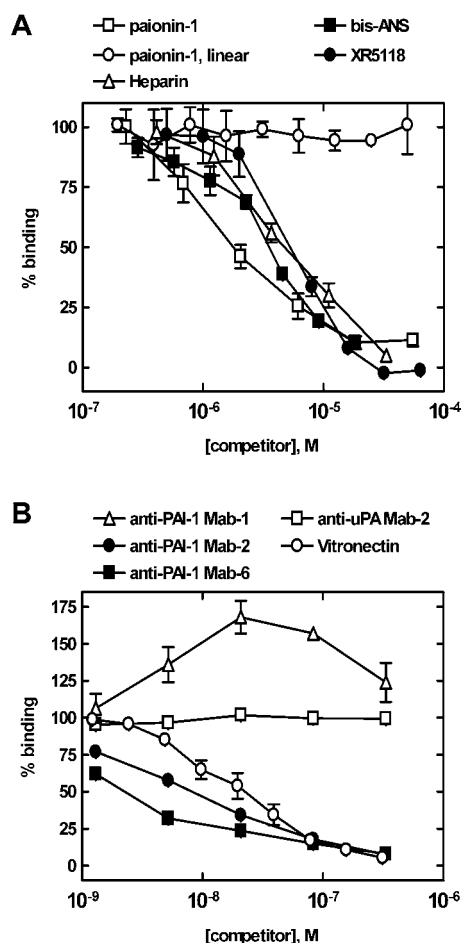 A
paionin-1
bis-ANS
paionin-1, linear
XR5118
Heparin
100
75
50
25
0
% binding
10-7
10-6
10-5
10-4
[competitor], M
B
anti-PAI-1 Mab-1
anti-uPA Mab-2
anti-PAI-1 Mab-2
Vitronectin
anti-PAI-1 Mab-6
175
150
125
100
75
50
25
0
% binding
10-9
10-8
10-7
10-6
[competitor], M